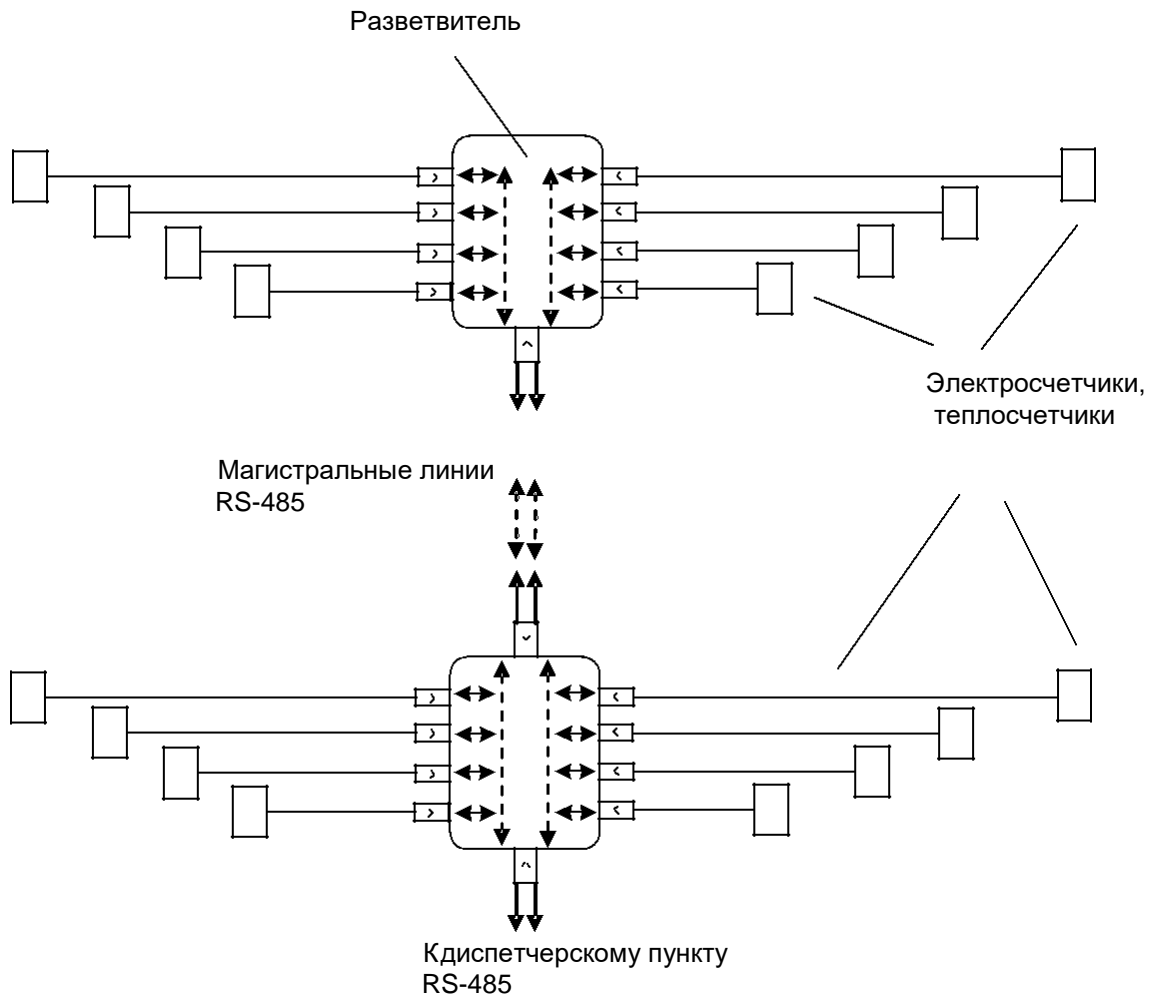 Разветвитель
Электросчетчики,
теплосчетчики
Магистральные линии
RS-485
Кдиспетчерскому пункту
RS-485